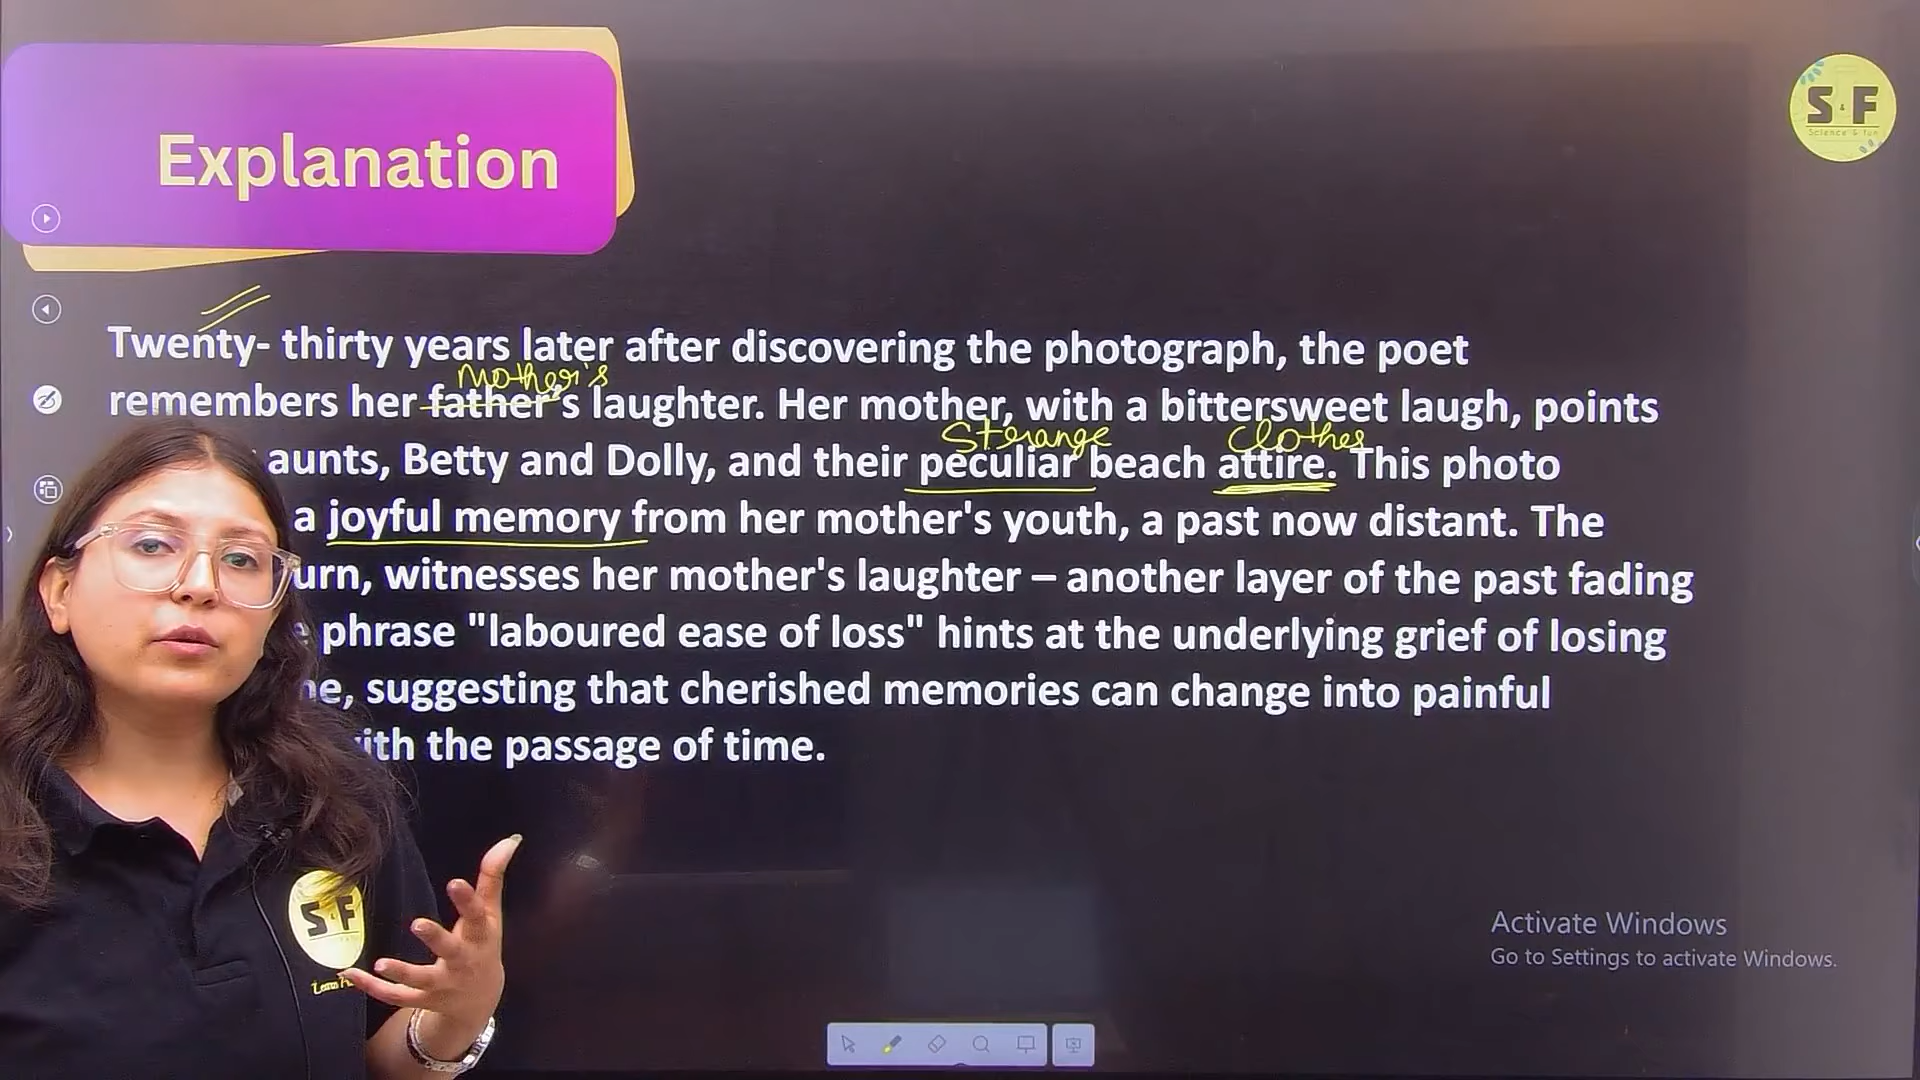 Explanation
S & F
Science & fun
Twenty- thirty years later after discovering the photograph, the poet
mother's
remembers her father's laughter. Her mother, with a bittersweet laugh, points
Strange clothes
aunts, Betty and Dolly, and their peculiar beach attire. This photo
a joyful memory from her mother's youth, a past now distant. The
urn, witnesses her mother's laughter – another layer of the past fading
phrase "laboured ease of loss" hints at the underlying grief of losing
suggesting that cherished memories can change into painful
ith the passage of time.
S F
Activate Windows
Go to Settings to activate Windows.